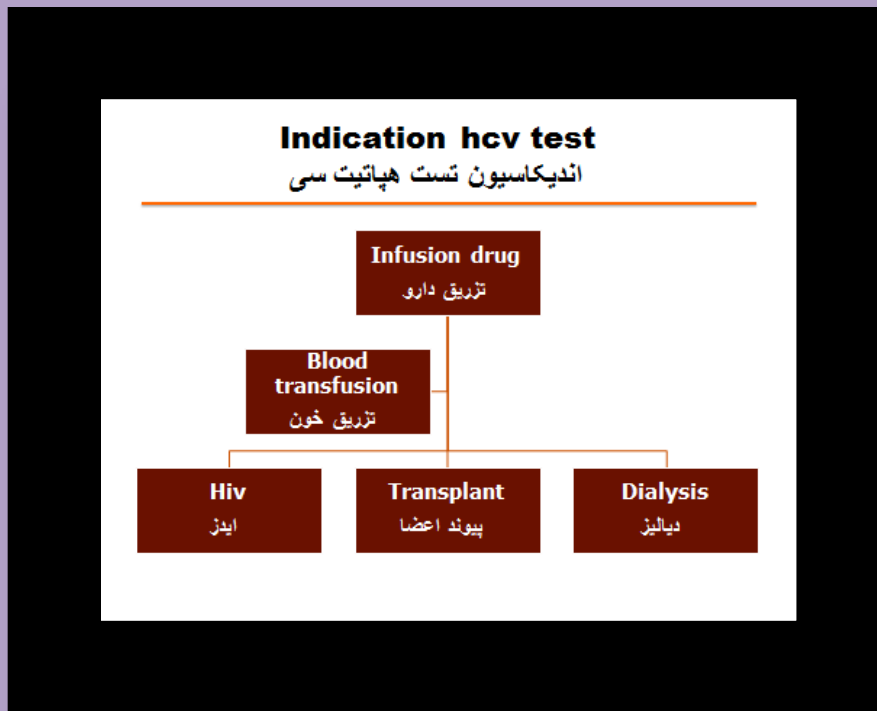 Indication hcv test
اندیکاسیون تست هپاتیت سی
Infusion drug
تزریق دارو
Blood
transfusion
تزریق خون
Hiv
ایدز
Transplant
پیوند اعضا
Dialysis
دیالیز